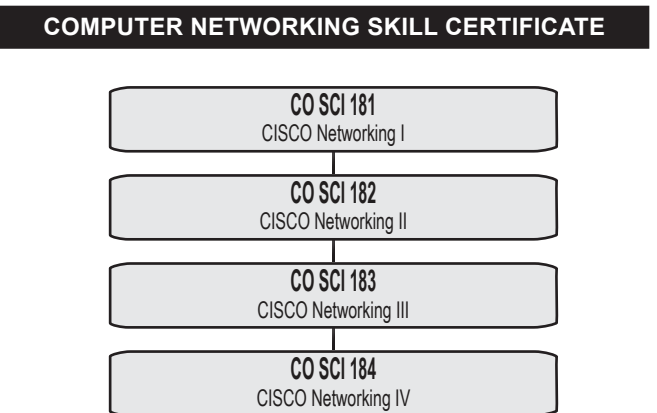 COMPUTER NETWORKING SKILL CERTIFICATE
CO SCI 181
CISCO Networking I
CO SCI 182
CISCO Networking II
CO SCI 183
CISCO Networking III
CO SCI 184
CISCO Networking IV